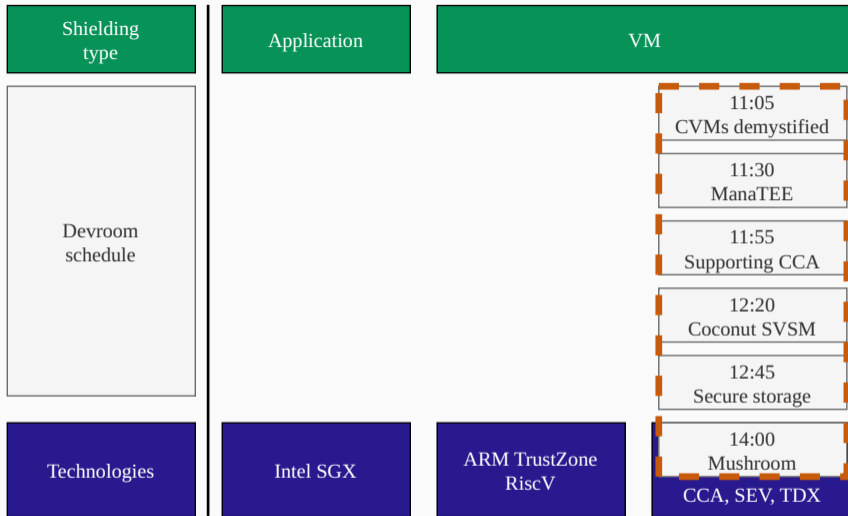 Shielding
type
Application
VM
Devroom
schedule
11:05
CVMs demystified
11:30
ManaTEE
11:55
Supporting CCA
12:20
Coconut SVSM
12:45
Secure storage
14:00
Mushroom
Technologies
Intel SGX
ARM TrustZone
RiscV
CCA, SEV, TDX